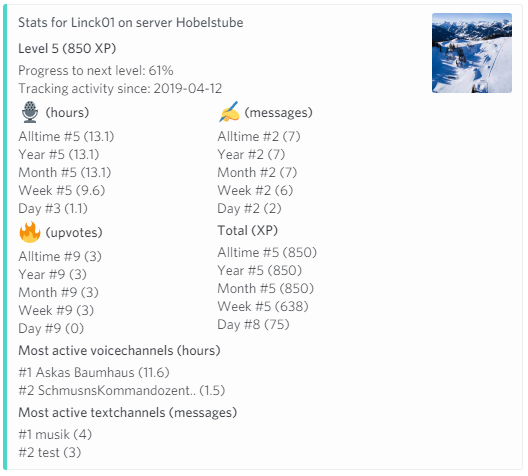 Stats for Linck01 on server Hobelstube
Level 5 (850 XP)
Progress to next level: 61%
Tracking activity since: 2019-04-12
(hours)
Alltime #5 (13.1)
Year #5 (13.1)
Month #5 (13.1)
Week #5 (9.6)
Day #3 (1.1)
(messages)
Alltime #2 (7)
Year #2 (7)
Month #2 (7)
Week #2 (6)
Day #2 (2)
(upvotes)
Alltime #9 (3)
Year #9 (3)
Month #9 (3)
Week #9 (3)
Day #9 (0)
Total (XP)
Alltime #5 (850)
Year #5 (850)
Month #5 (850)
Week #5 (638)
Day #8 (75)
Most active voicechannels (hours)
#1 Askas Baumhaus (11.6)
#2 SchmusnsKommandozent.. (1.5)
Most active textchannels (messages)
#1 musik (4)
#2 test (3)